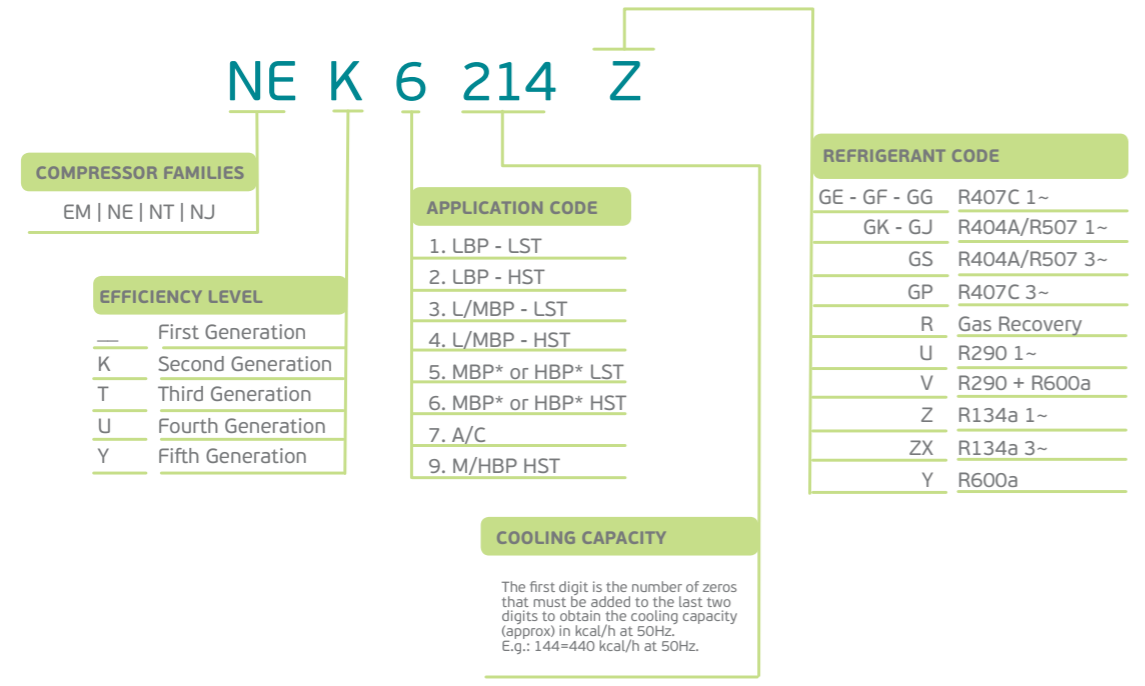 NE K 6 214 Z
COMPRESSOR FAMILIES
EM | NE | NT | NJ
EFFICIENCY LEVEL
__ First Generation
K Second Generation
T Third Generation
U Fourth Generation
Y Fifth Generation
APPLICATION CODE
1. LBP - LST
2. LBP - HST
3. L/MBP - LST
4. L/MBP - HST
5. MBP* or HBP* LST
6. MBP* or HBP* HST
7. A/C
9. M/HBP HST
COOLING CAPACITY
The first digit is the number of zeros
that must be added to the last two
digits to obtain the cooling capacity
(approx) in kcal/h at 50Hz.
E.g.: 144=440 kcal/h at 50Hz.
REFRIGERANT CODE
GE - GF - GG R407C 1~
GK - GJ R404A/R507 1~
GS R404A/R507 3~
GP R407C 3~
R Gas Recovery
U R290 1~
V R290 + R600a
Z R134a 1~
ZX R134a 3~
Y R600a